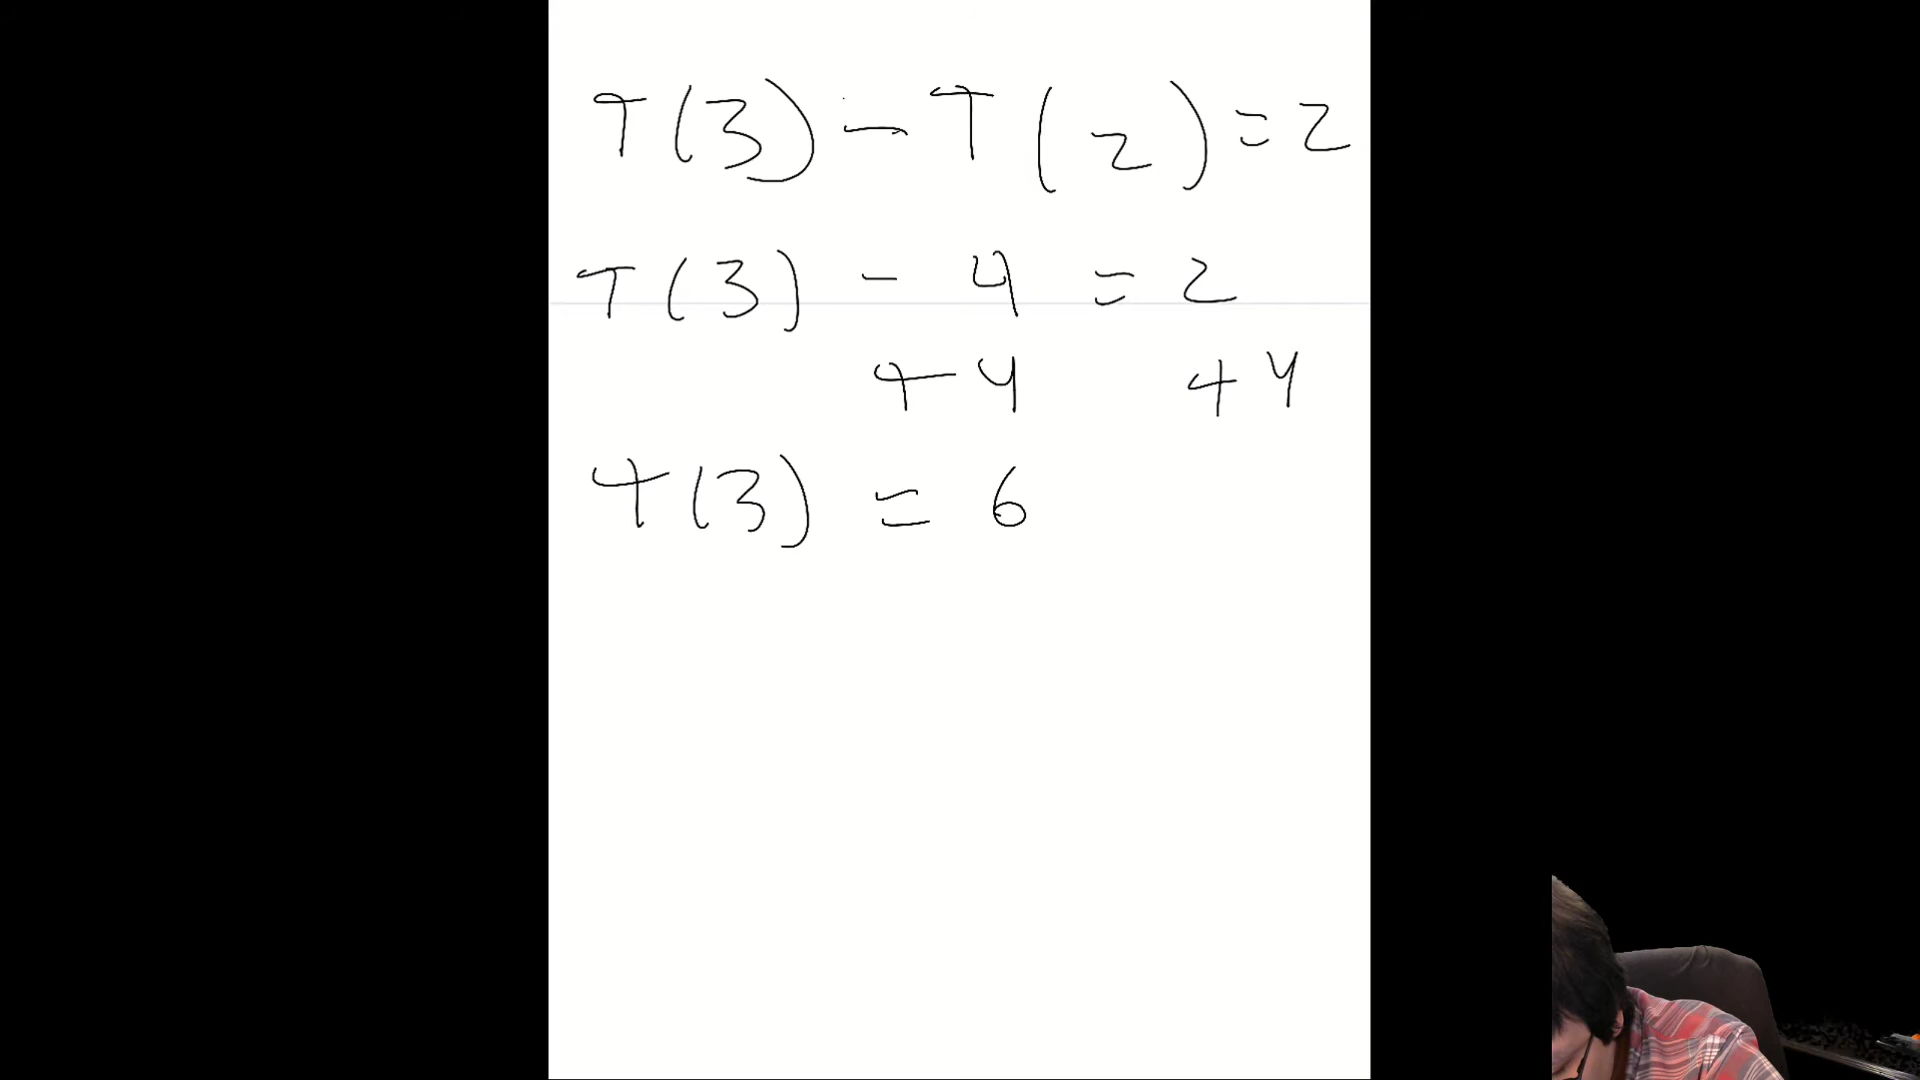 T(3) - T(2) = 2
T(3) - 4 = 2
+4 +4
T(3) = 6